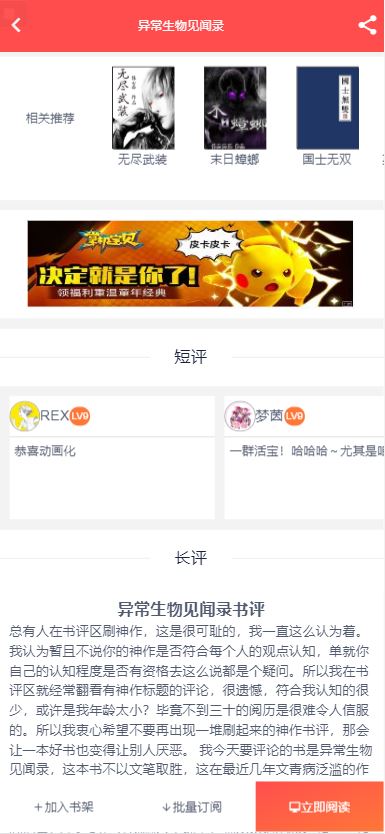 异常生物见闻录
相关推荐
无尽武装
末日蟑螂
国士无双
皮卡皮卡
掌机宝贝
决定就是你了!
领福利重温童年经典
短评
REX LV9
梦茵 LV9
恭喜动画化
一群活宝！哈哈哈～尤其是
长评
异常生物见闻录书评
总有人在书评区刷神作，这是很可耻的，我一直这么认为着。
我认为暂且不说你的神作是否符合每个人的观点认知，单就你
自己的认知程度是否有资格去这么说都是个疑问。所以我在书
评区就经常翻看有神作标题的评论，很遗憾，符合我认知的很
少，或许是我年龄太小？毕竟不到三十的阅历是很难令人信服
的。所以我衷心希望不要再出现一堆刷起来的神作书评，那会
让一本好书也变得让别人厌恶。 我今天要评论的书是异常生物
见闻录，这本书不以文笔取胜，这在最近几年文青病泛滥的作
+加入书架
↓批量订阅
立即阅读